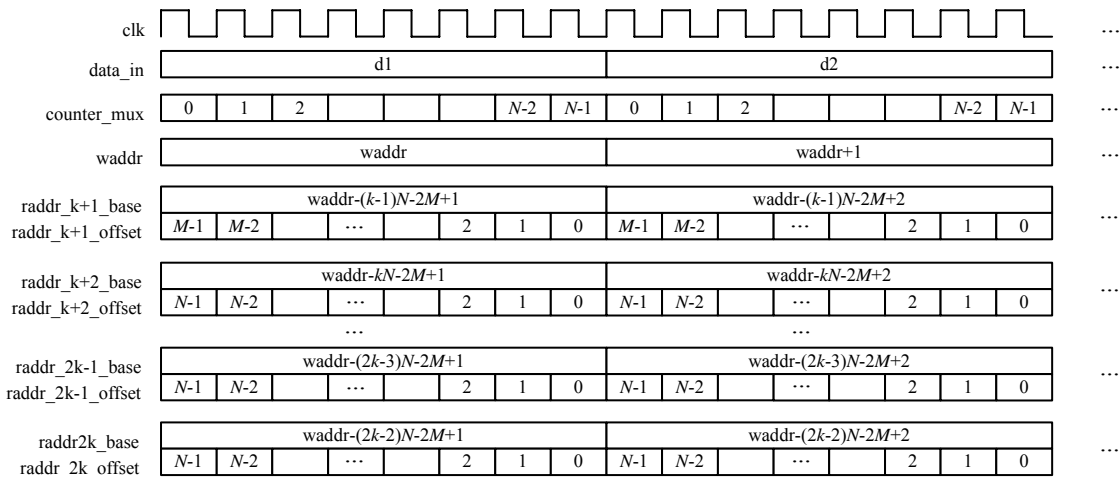 clk ...
data_in d1 d2 ...
counter_mux 0 1 2 N-2 N-1 0 1 2 N-2 N-1 ...
waddr waddr waddr+1 ...
raddr_k+1_base waddr-(k-1)N-2M+1 waddr-(k-1)N-2M+2 ...
raddr_k+1_offset M-1 M-2 ... 2 1 0 M-1 M-2 ... 2 1 0
raddr_k+2_base waddr-kN-2M+1 waddr-kN-2M+2 ...
raddr_k+2_offset N-1 N-2 ... 2 1 0 N-1 N-2 ... 2 1 0
... ...
raddr_2k-1_base waddr-(2k-3)N-2M+1 waddr-(2k-3)N-2M+2 ...
raddr_2k-1_offset N-1 N-2 ... 2 1 0 N-1 N-2 ... 2 1 0
raddr2k_base waddr-(2k-2)N-2M+1 waddr-(2k-2)N-2M+2 ...
raddr_2k_offset N-1 N-2 ... 2 1 0 N-1 N-2 ... 2 1 0